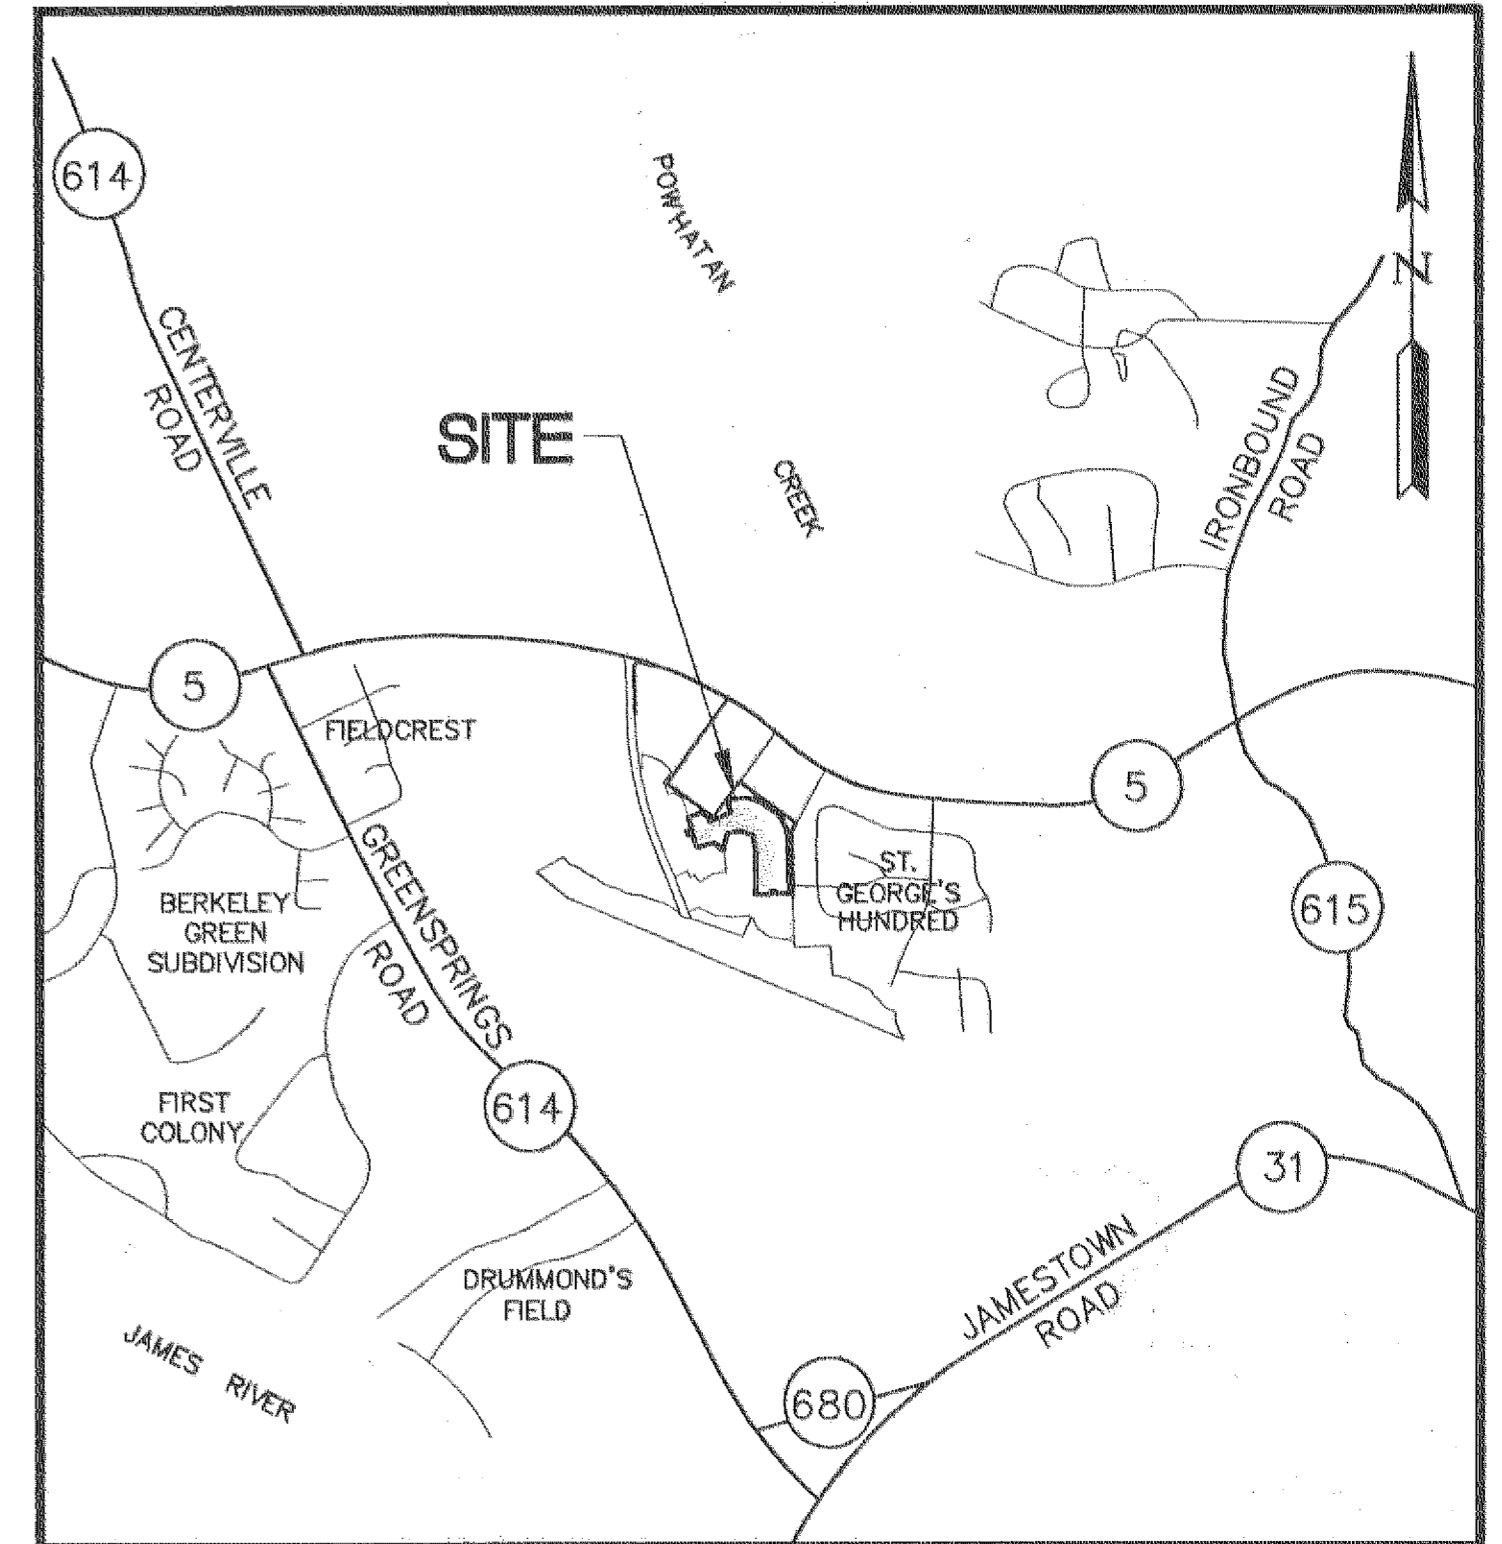 614
POWHATAN
N
CENTERVILLE
ROAD
SITE
CREEK
IRONBOUND
ROAD
5
FIELDCREST
5
GREENSPRINGS
ROAD
ST.
GEORGE'S
HUNDRED
BERKELEY
GREEN
SUBDIVISION
615
FIRST
COLONY
614
31
DRUMMOND'S
FIELD
JAMESTOWN
ROAD
JAMES RIVER
680